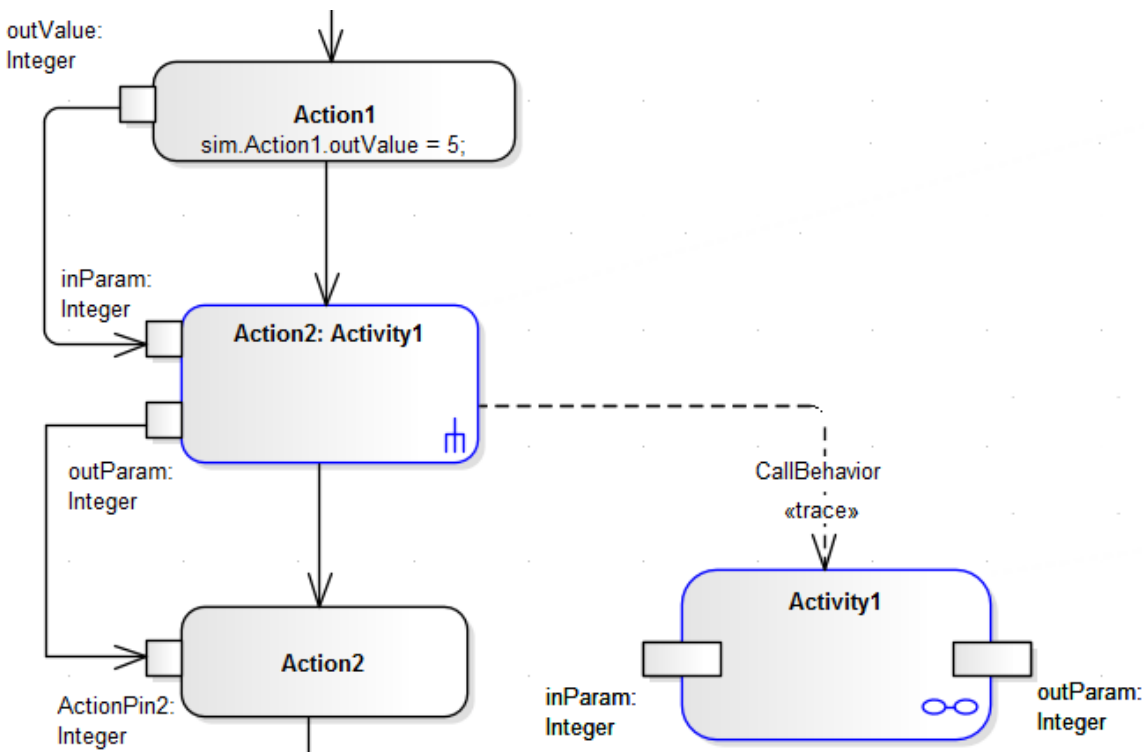 outValue:
Integer
Action1
sim.Action1.outValue = 5;
inParam:
Integer
Action2: Activity1
outParam:
Integer
CallBehavior
«trace»
Activity1
Action2
inParam:
Integer
outParam:
Integer
ActionPin2:
Integer